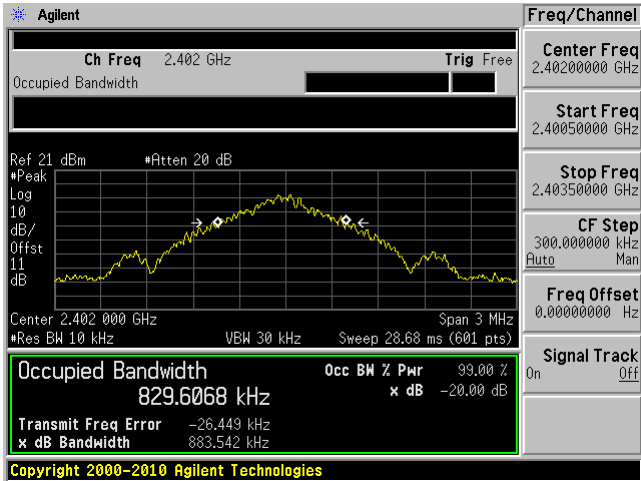 Agilent
Freq/Channel
Ch Freq 2.402 GHz Trig Free
Occupied Bandwidth
Center Freq
2.40200000 GHz
Start Freq
2.40050000 GHz
Stop Freq
2.40350000 GHz
CF Step
300.000000 kHz
Auto Man
Freq Offset
0.00000000 Hz
Signal Track
On Off
Ref 21 dBm #Atten 20 dB
#Peak
Log
10
dB/
Offst
11
dB
Center 2.402 000 GHz Span 3 MHz
#Res BW 10 kHz VBW 30 kHz Sweep 28.68 ms (601 pts)
Occupied Bandwidth Occ BW % Pwr 99.00 %
829.6068 kHz x dB -20.00 dB
Transmit Freq Error -26.449 kHz
x dB Bandwidth 883.542 kHz
Copyright 2000-2010 Agilent Technologies